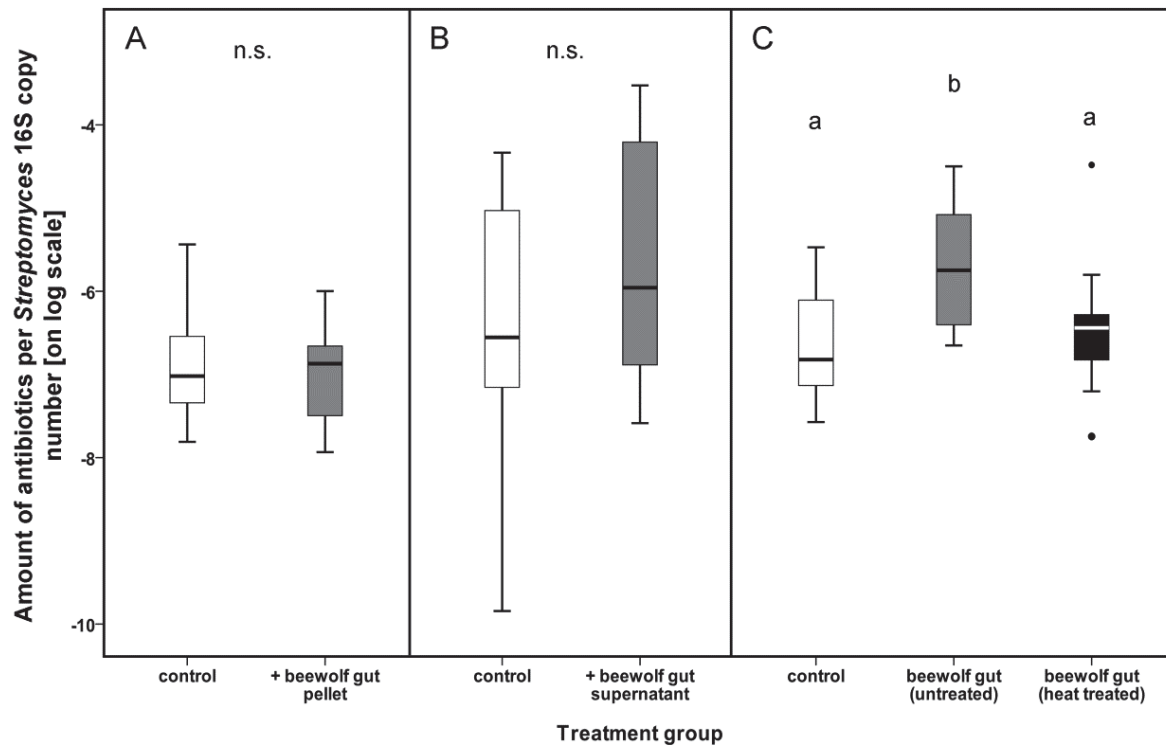 Amount of antibiotics per Streptomyces 16S copy
number [on log scale]
-4
-6
-8
-10
A
n.s.
B
n.s.
C
a
b
a
control
+ beewolf gut
pellet
control
+ beewolf gut
supernatant
control
beewolf gut
(untreated)
beewolf gut
(heat treated)
Treatment group